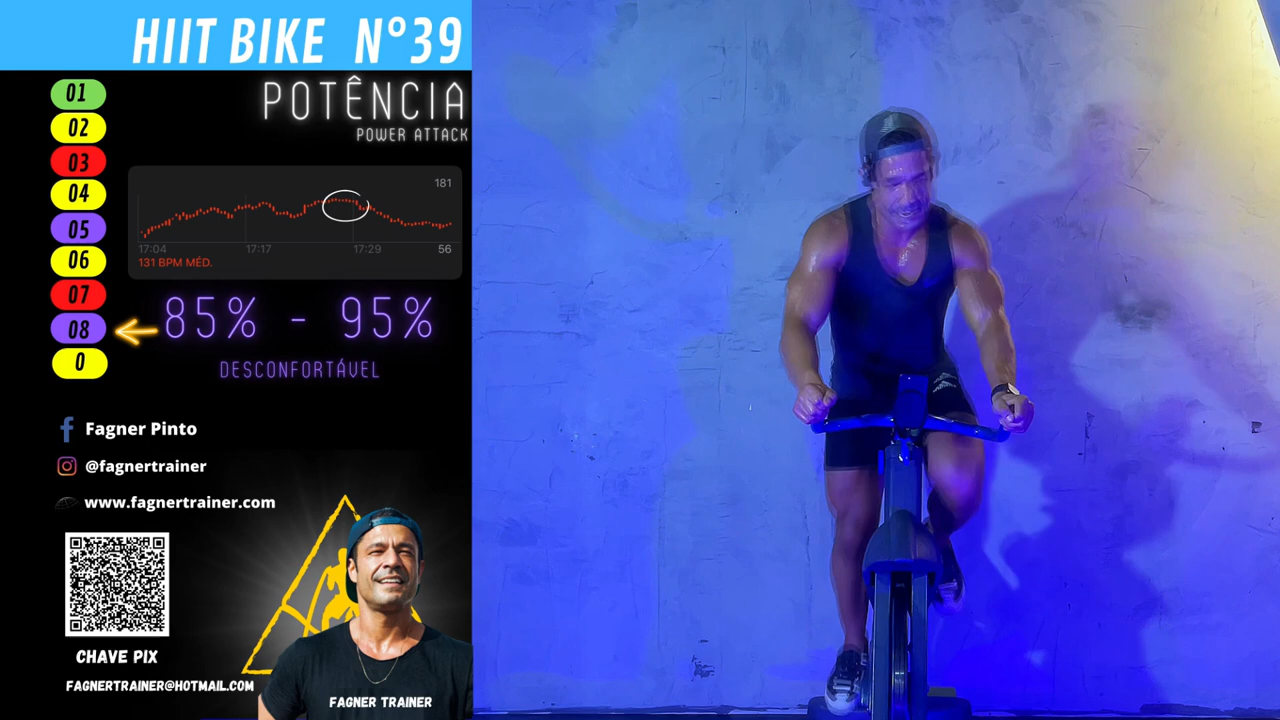 HIIT BIKE N°39
POTÊNCIA
POWER ATTACK
01
02
03
04
05
06
07
08
0
181
17:04 17:17 17:29 56
131 BPM MÉD.
85% - 95%
DESCONFORTÁVEL
Fagner Pinto
@fagnertrainer
www.fagnertrainer.com
CHAVE PIX
FAGNERTRAINER@HOTMAIL.COM
FAGNER TRAINER